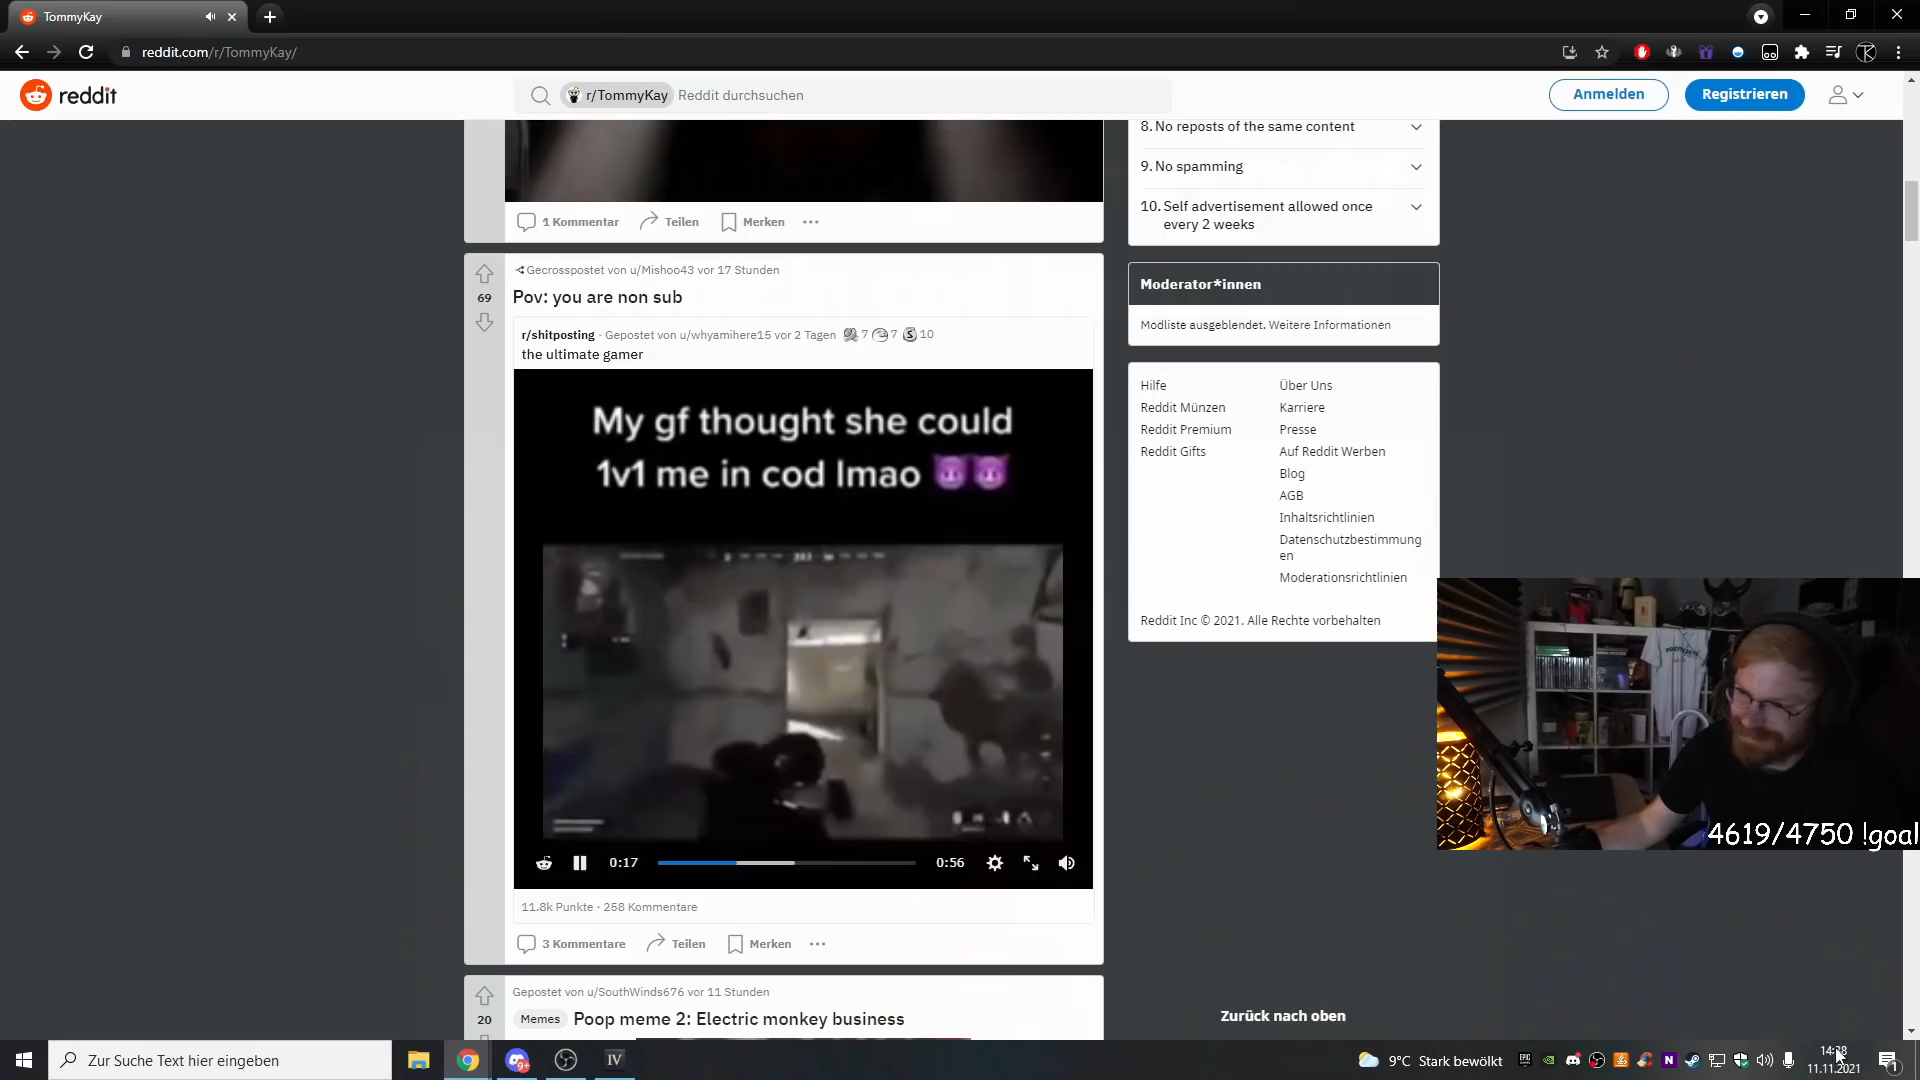 TommyKay
reddit.com/r/TommyKay/
reddit
r/TommyKay Reddit durchsuchen
Anmelden
Registrieren
8. No reposts of the same content
9. No spamming
10. Self advertisement allowed once
every 2 weeks
1 Kommentar Teilen Merken
Gecrosspostet von u/Mishoo43 vor 17 Stunden
69
Pov: you are non sub
r/shitposting · Gepostet von u/whyamihere15 vor 2 Tagen 7 7 10
the ultimate gamer
My gf thought she could
1v1 me in cod lmao
0:17 0:56
11.8k Punkte · 258 Kommentare
3 Kommentare Teilen Merken
Gepostet von u/SouthWinds676 vor 11 Stunden
20
Memes Poop meme 2: Electric monkey business
Moderator*innen
Modliste ausgeblendet. Weitere Informationen
Hilfe
Reddit Münzen
Reddit Premium
Reddit Gifts
Über Uns
Karriere
Presse
Auf Reddit Werben
Blog
AGB
Inhaltsrichtlinien
Datenschutzbestimmung
en
Moderationsrichtlinien
Reddit Inc © 2021. Alle Rechte vorbehalten
4619/4750 !goal
Zurück nach oben
Zur Suche Text hier eingeben
9+
IV
9°C Stark bewölkt
EPIC
N
14:28
11.11.2021
1